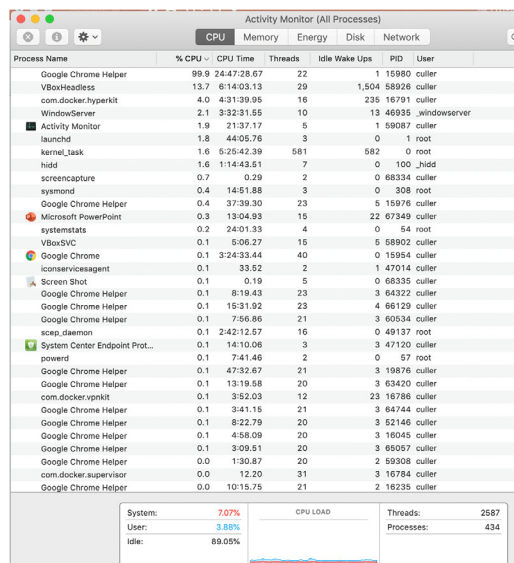 Activity Monitor (All Processes)
CPU Memory Energy Disk Network
Process Name % CPU CPU Time Threads Idle Wake Ups PID User
Google Chrome Helper 99.9 24:47:28.67 22 1 15980 culler
VBoxHeadless 13.7 6:14:03.13 29 1,504 58926 culler
com.docker.hyperkit 4.0 4:31:39.95 16 235 16791 culler
WindowServer 2.1 3:32:31.55 10 13 46935 _windowserver
Activity Monitor 1.9 21:37.17 5 1 59087 culler
launchd 1.8 44:05.76 3 0 1 root
kernel_task 1.6 5:25:42.39 581 582 0 root
hidd 1.6 1:14:43.51 7 0 100 _hidd
screencapture 0.7 0.29 2 0 68334 culler
sysmond 0.4 14:51.88 3 0 308 root
Google Chrome Helper 0.4 37:39.30 23 5 15976 culler
Microsoft PowerPoint 0.3 13:04.93 15 22 67349 culler
systemstats 0.2 24:01.33 4 0 54 root
VBoxSVC 0.1 5:06.27 15 5 58902 culler
Google Chrome 0.1 3:24:33.44 40 0 15954 culler
iconservicesagent 0.1 33.52 2 1 47014 culler
Screen Shot 0.1 0.19 5 0 68335 culler
Google Chrome Helper 0.1 8:19.43 23 3 64322 culler
Google Chrome Helper 0.1 15:31.92 23 4 66129 culler
Google Chrome Helper 0.1 7:56.86 21 3 60534 culler
scep_daemon 0.1 2:42:12.57 16 0 49137 root
System Center Endpoint Prot... 0.1 14:10.06 3 3 47120 culler
powerd 0.1 7:41.46 2 0 57 root
Google Chrome Helper 0.1 47:32.67 21 3 19876 culler
Google Chrome Helper 0.1 13:19.58 20 3 63420 culler
com.docker.vpnkit 0.1 3:52.03 12 23 16786 culler
Google Chrome Helper 0.1 3:41.15 21 3 64744 culler
Google Chrome Helper 0.1 8:22.79 20 3 52146 culler
Google Chrome Helper 0.1 4:58.09 20 3 16045 culler
Google Chrome Helper 0.1 3:09.51 20 3 65057 culler
Google Chrome Helper 0.0 1:30.87 20 2 59308 culler
com.docker.supervisor 0.0 12.20 31 3 16784 culler
Google Chrome Helper 0.0 10:15.75 21 2 16235 culler
System: 7.07% CPU LOAD Threads: 2587
User: 3.88% Processes: 434
Idle: 89.05%